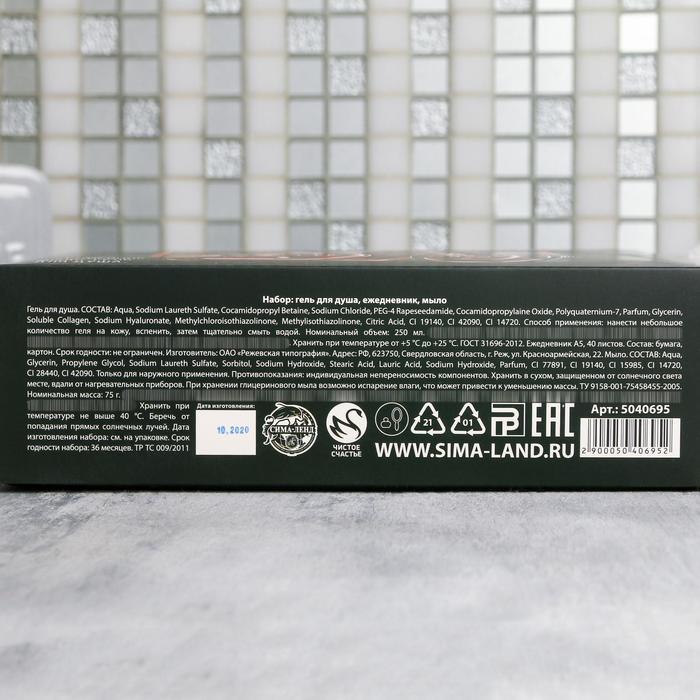 Набор: гель для душа, ежедневник, мыло
Гель для душа. СОСТАВ: Aqua, Sodium Laureth Sulfate, Cocamidopropyl Betaine, Sodium Chloride, PEG-4 Rapeseedamide, Cocamidopropylaine Oxide, Polyquaternium-7, Parfum, Glycerin,
Soluble Collagen, Sodium Hyaluronate, Methylchloroisothiazolinone, Methylisothiazolinone, Citric Acid, CI 19140, CI 42090, CI 14720. Способ применения: нанести небольшое
количество геля на кожу, вспенить, затем тщательно смыть водой. Номинальный объем: 250 мл.
. Хранить при температуре от +5 °С до +25 °С. ГОСТ 31696-2012. Ежедневник А5, 40 листов. Состав: бумага,
картон. Срок годности: не ограничен. Изготовитель: ОАО «Режевская типография». Адрес: РФ, 623750, Свердловская область, г. Реж, ул. Красноармейская, 22. Мыло. СОСТАВ: Aqua,
Glycerin, Propylene Glycol, Sodium Laureth Sulfate, Sorbitol, Sodium Hydroxide, Stearic Acid, Lauric Acid, Sodium Hydroxide, Parfum, CI 77891, CI 19140, CI 15985, CI 14720,
CI 28440, CI 42090. Только для наружного применения. Противопоказания: индивидуальная непереносимость компонентов. Хранить в сухом, защищенном от солнечного света
месте, вдали от нагревательных приборов. При хранении глицеринового мыла возможно испарение влаги, что может привести к уменьшению массы. ТУ 9158-001-75458455-2005.
Номинальная масса: 75 г.
Хранить при
температуре не выше 40 °С. Беречь от
попадания прямых солнечных лучей. Дата
изготовления набора: см. на упаковке. Срок
годности набора: 36 месяцев. ТР ТС 009/2011
Дата изготовления:
10.2020
СИМА-ЛЕНД
ЧИСТОЕ
СЧАСТЬЕ
21
01
EAC
WWW.SIMA-LAND.RU
Арт.: 5040695
2 900050 406952